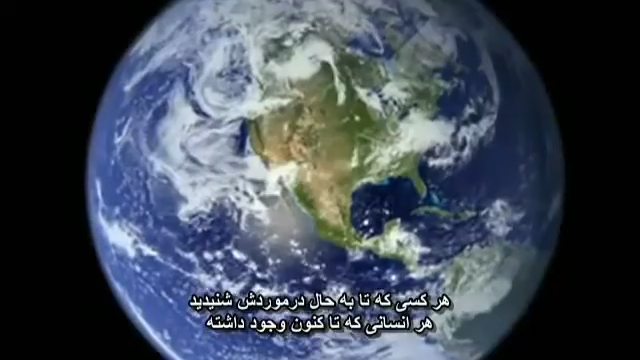 هر کسی که تا به حال درموردش شنیدید
هر انسانی که تا کنون وجود داشته